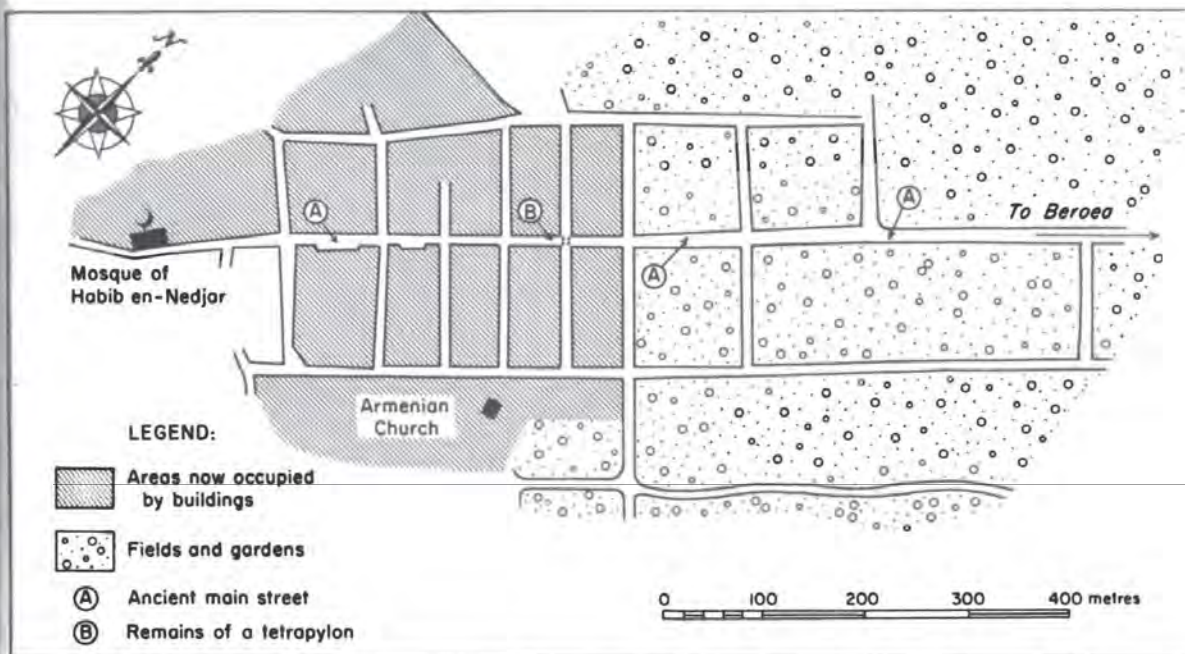 N
A
B
A
A
To Beroea
Mosque of
Habib en-Nedjar
Armenian
Church
LEGEND:
Areas now occupied
by buildings
Fields and gardens
A Ancient main street
B Remains of a tetrapylon
0 100 200 300 400 metres